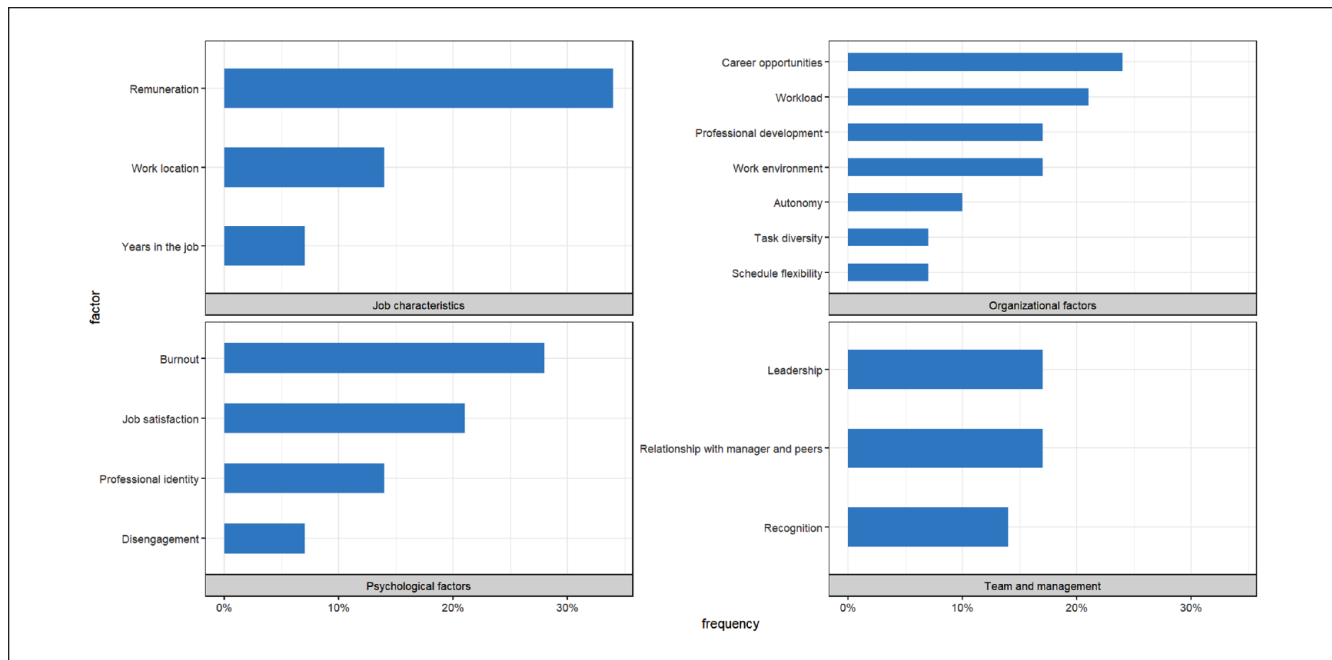 factor
Remuneration
Work location
Years in the job
Job characteristics
Career opportunities
Workload
Professional development
Work environment
Autonomy
Task diversity
Schedule flexibility
Organizational factors
Burnout
Job satisfaction
Professional identity
Disengagement
Psychological factors
0% 10% 20% 30%
Leadership
Relationship with manager and peers
Recognition
Team and management
0% 10% 20% 30%
frequency